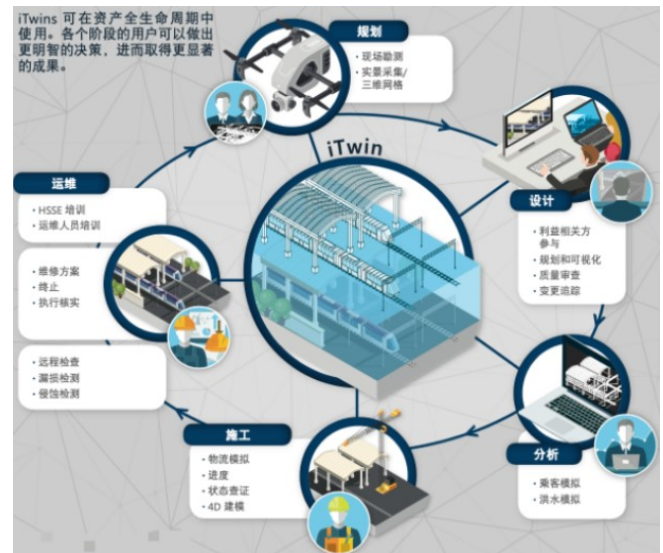 iTwins 可在资产全生命周期中
使用。各个阶段的用户可以做出
更明智的决策，进而取得更显著
的成果。
规划
· 现场勘测
· 实景采集/
三维网格
iTwin
设计
· 利益相关方
参与
· 规划和可视化
· 质量审查
· 变更追踪
分析
· 乘客模拟
· 洪水模拟
施工
· 物流模拟
· 进度
· 状态查证
· 4D 建模
运维
· HSSE 培训
· 运维人员培训
· 维修方案
· 终止
· 执行核实
· 远程检查
· 漏损检测
· 侵蚀检测